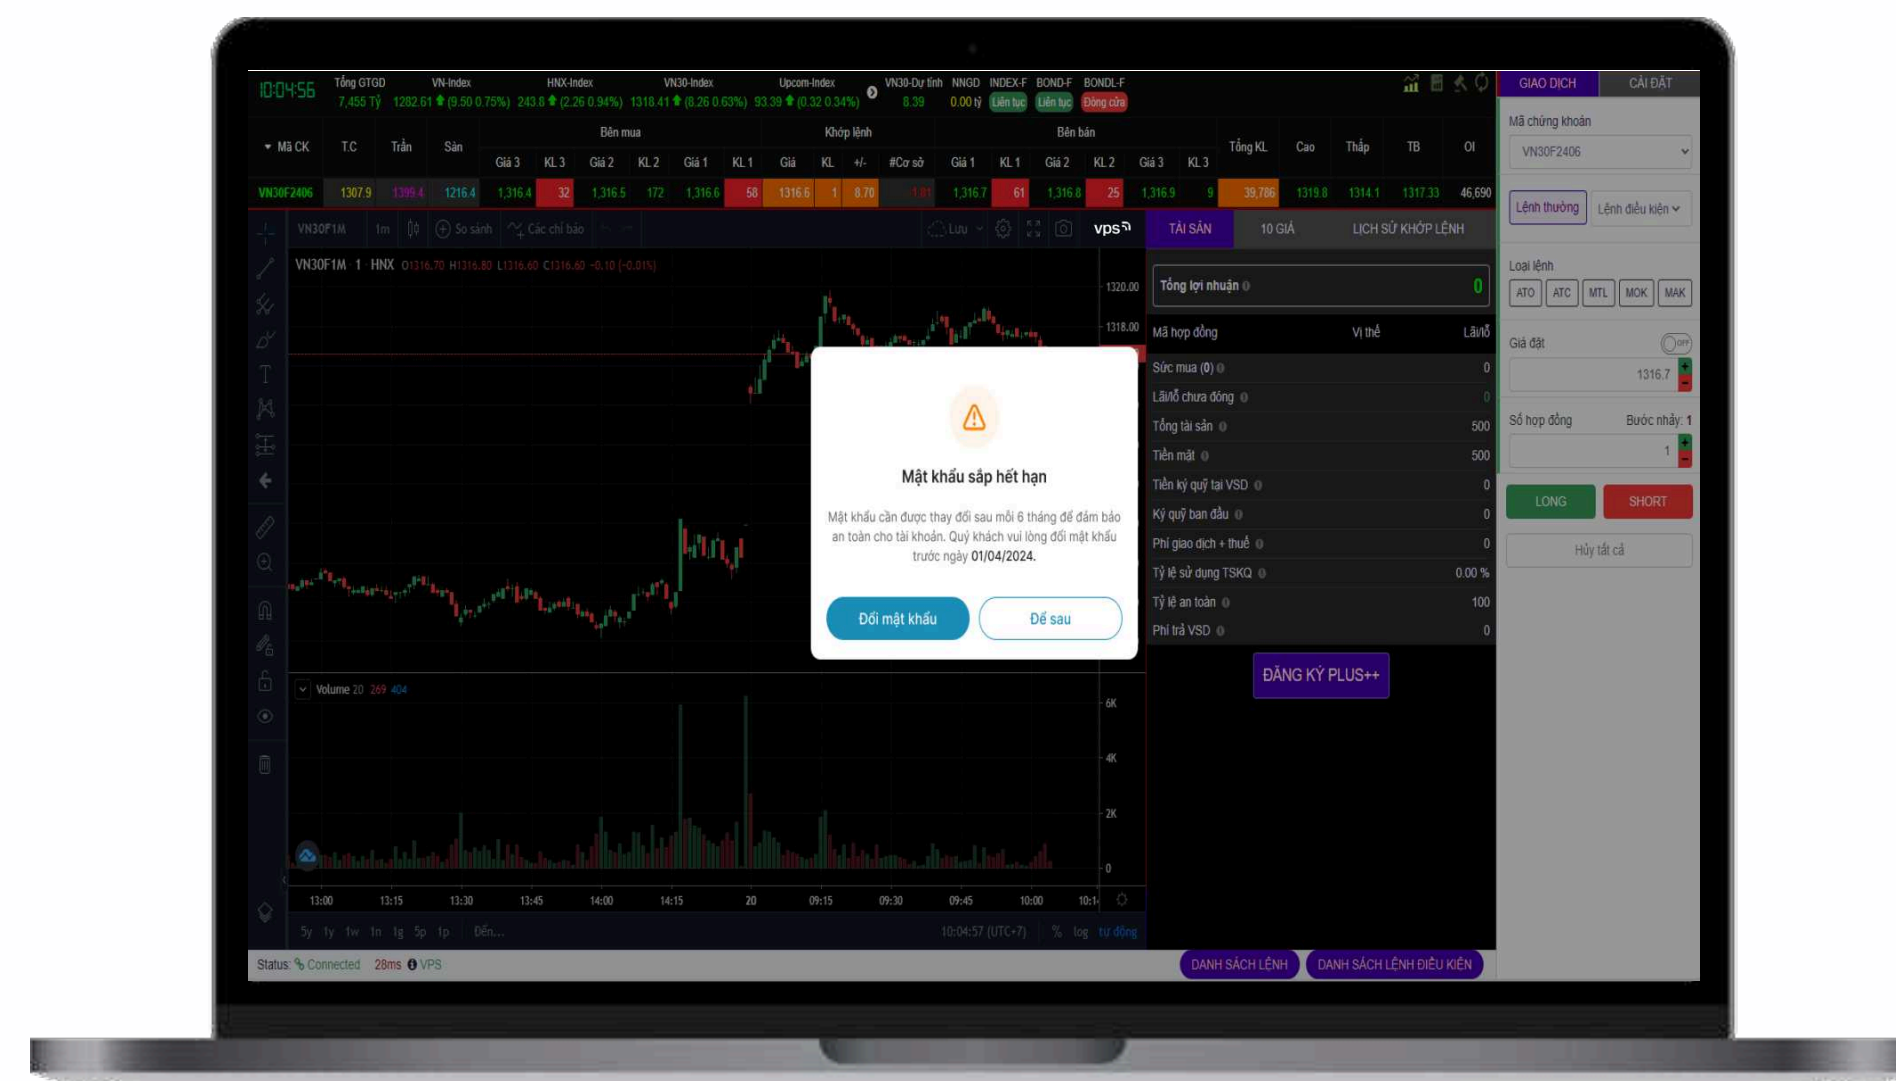 10:04:56
Tổng GTGD VN-Index HNX-Index VN30-Index Upcom-Index VN30-Dự tính NNGD INDEX-F BOND-F BONDL-F
7,455 Tỷ 1282.61 (9.50 0.75%) 243.8 (2.26 0.94%) 1318.41 (8.26 0.63%) 93.39 (0.32 0.34%) 8.39 0.00 tỷ Liên tục Liên tục Đóng cửa
GIAO DỊCH CÀI ĐẶT
Mã CK T.C Trần Sàn Bên mua Khớp lệnh Bên bán Tổng KL Cao Thấp TB OI
Giá 3 KL 3 Giá 2 KL 2 Giá 1 KL 1 Giá KL +/- #Cơ sở Giá 1 KL 1 Giá 2 KL 2 Giá 3 KL 3
VN30F2406 1307.9 1399.4 1216.4 1,316.4 32 1,316.5 172 1,316.6 58 1316.6 1 8.70 -1.81 1,316.7 61 1,316.8 25 1,316.9 9 39,786 1319.8 1314.1 1317.33 46,690
Mã chứng khoán
VN30F2406
Lệnh thường Lệnh điều kiện
VN30F1M 1m So sánh Các chỉ báo Lưu vps
TÀI SẢN 10 GIÁ LỊCH SỬ KHỚP LỆNH
VN30F1M · 1 · HNX O1316.70 H1316.80 L1316.60 C1316.60 -0.10 (-0.01%)
1320.00
1318.00
Tổng lợi nhuận 0
Mã hợp đồng Vị thế Lãi/lỗ
Sức mua (0) 0
Lãi/lỗ chưa đóng 0
Tổng tài sản 500
Tiền mặt 500
Tiền ký quỹ tại VSD 0
Ký quỹ ban đầu 0
Phí giao dịch + thuế 0
Tỷ lệ sử dụng TSKQ 0.00 %
Tỷ lệ an toàn 100
Phí trả VSD 0
ĐĂNG KÝ PLUS++
Loại lệnh
ATO ATC MTL MOK MAK
Giá đặt OFF
1316.7 + -
Số hợp đồng Bước nhảy: 1
1 + -
LONG SHORT
Hủy tất cả
Mật khẩu sắp hết hạn
Mật khẩu cần được thay đổi sau mỗi 6 tháng để đảm bảo
an toàn cho tài khoản. Quý khách vui lòng đổi mật khẩu
trước ngày 01/04/2024.
Đổi mật khẩu Để sau
Volume 20 269 404
6K
4K
2K
0
13:00 13:15 13:30 13:45 14:00 14:15 20 09:15 09:30 09:45 10:00 10:1
5y 1y 1w 1n 1g 5p 1p Đến... 10:04:57 (UTC+7) % log tự động
Status: Connected 28ms VPS
DANH SÁCH LỆNH DANH SÁCH LỆNH ĐIỀU KIỆN